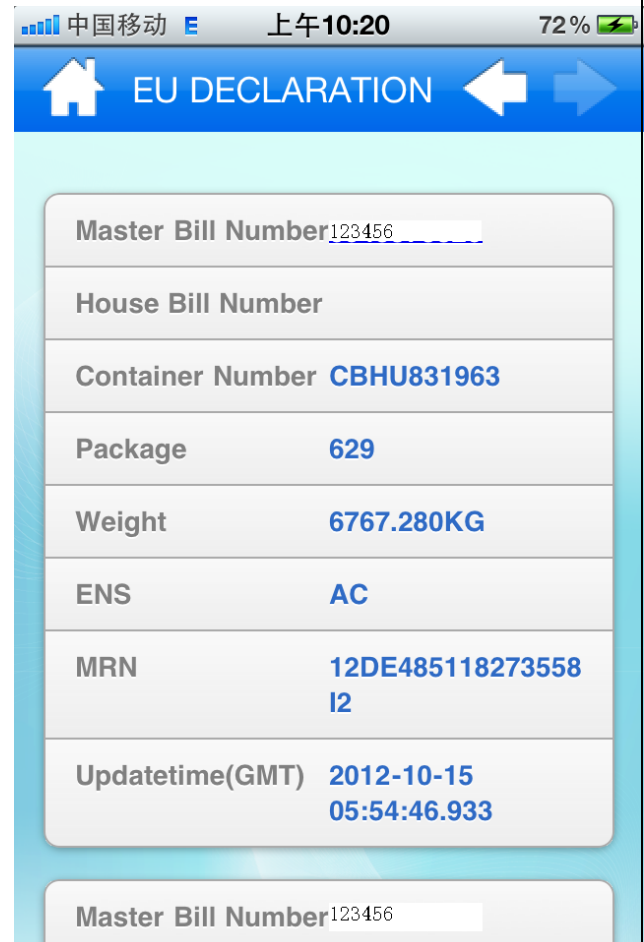 中国移动 E 上午10:20 72%
EU DECLARATION
Master Bill Number 123456
House Bill Number
Container Number CBHU831963
Package 629
Weight 6767.280KG
ENS AC
MRN 12DE485118273558
I2
Updatetime(GMT) 2012-10-15
05:54:46.933
Master Bill Number 123456